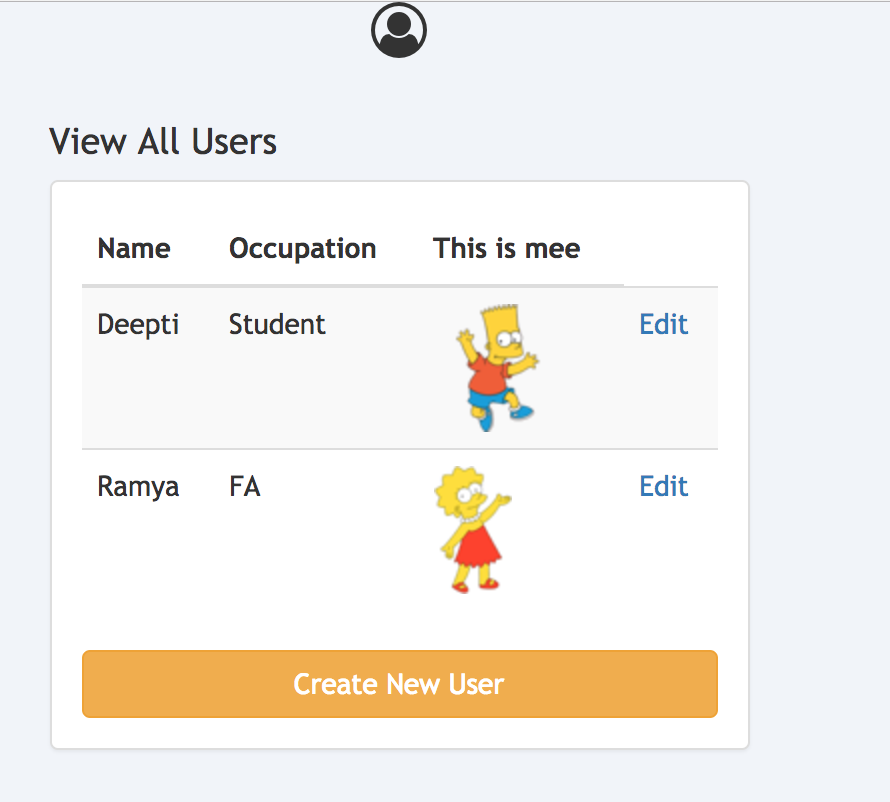 View All Users
Name Occupation This is mee
Deepti Student Edit
Ramya FA Edit
Create New User